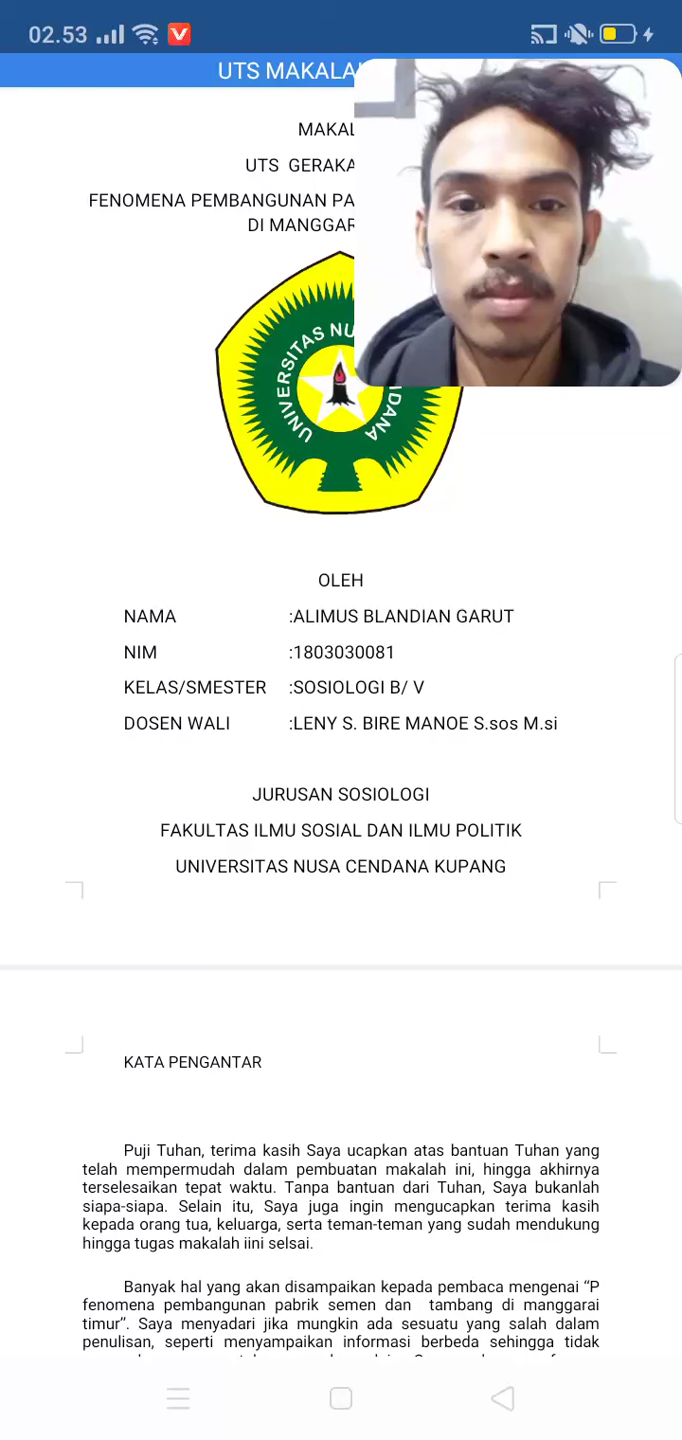 02.53
UTS MAKALA
MAKAL
UTS GERAKA
FENOMENA PEMBANGUNAN PA
DI MANGGAR
UNIVERSITAS NU
DANA
OLEH
NAMA :ALIMUS BLANDIAN GARUT
NIM :1803030081
KELAS/SMESTER :SOSIOLOGI B/ V
DOSEN WALI :LENY S. BIRE MANOE S.sos M.si
JURUSAN SOSIOLOGI
FAKULTAS ILMU SOSIAL DAN ILMU POLITIK
UNIVERSITAS NUSA CENDANA KUPANG
KATA PENGANTAR
Puji Tuhan, terima kasih Saya ucapkan atas bantuan Tuhan yang
telah mempermudah dalam pembuatan makalah ini, hingga akhirnya
terselesaikan tepat waktu. Tanpa bantuan dari Tuhan, Saya bukanlah
siapa-siapa. Selain itu, Saya juga ingin mengucapkan terima kasih
kepada orang tua, keluarga, serta teman-teman yang sudah mendukung
hingga tugas makalah iini selsai.
Banyak hal yang akan disampaikan kepada pembaca mengenai “P
fenomena pembangunan pabrik semen dan tambang di manggarai
timur”. Saya menyadari jika mungkin ada sesuatu yang salah dalam
penulisan, seperti menyampaikan informasi berbeda sehingga tidak